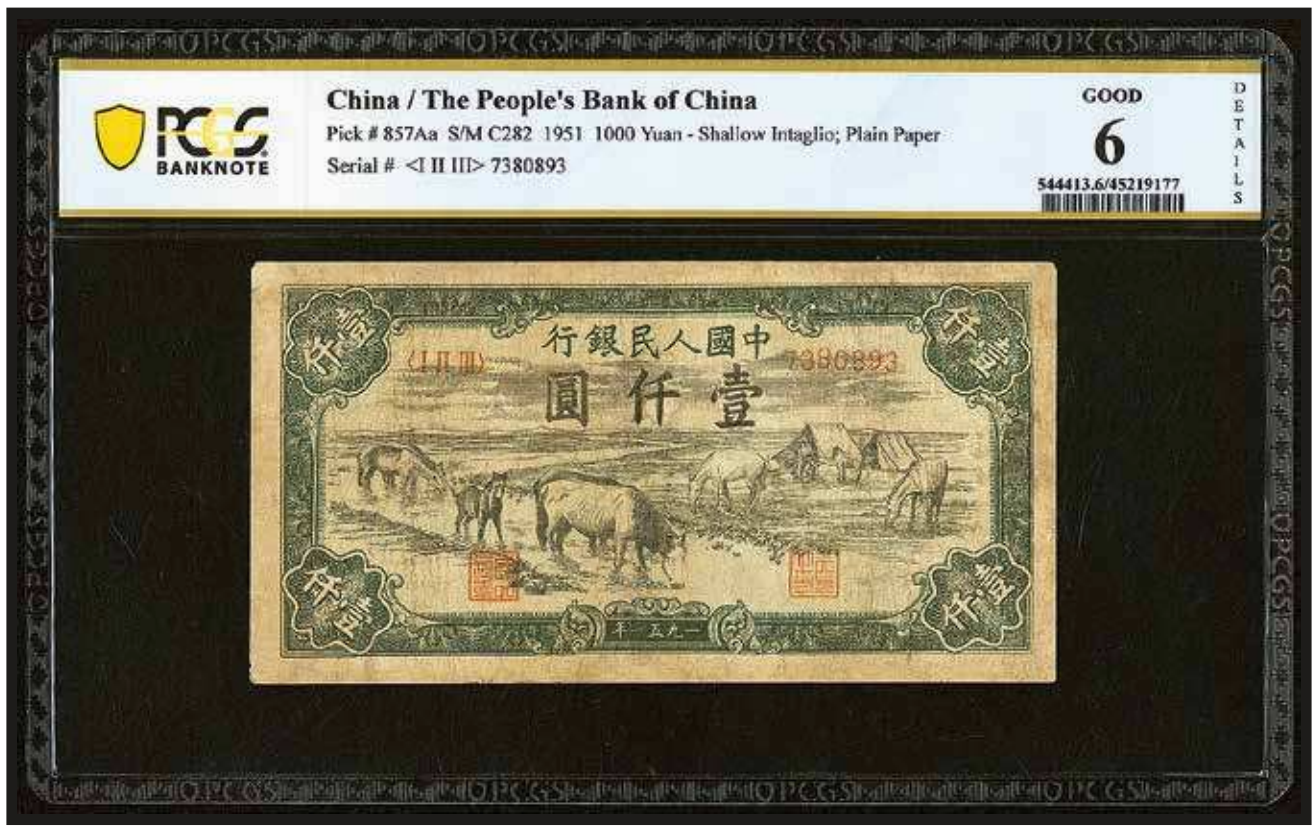 PCGS
BANKNOTE
China / The People's Bank of China
Pick # 857Aa S/M C282 1951 1000 Yuan - Shallow Intaglio; Plain Paper
Serial # <I II III> 7380893
GOOD
6
544413.6/45219177
DETAILS
行銀民人國中
(I II III)
7380893
圓仟壹
仟壹
仟壹
仟壹
仟壹
年一五九一